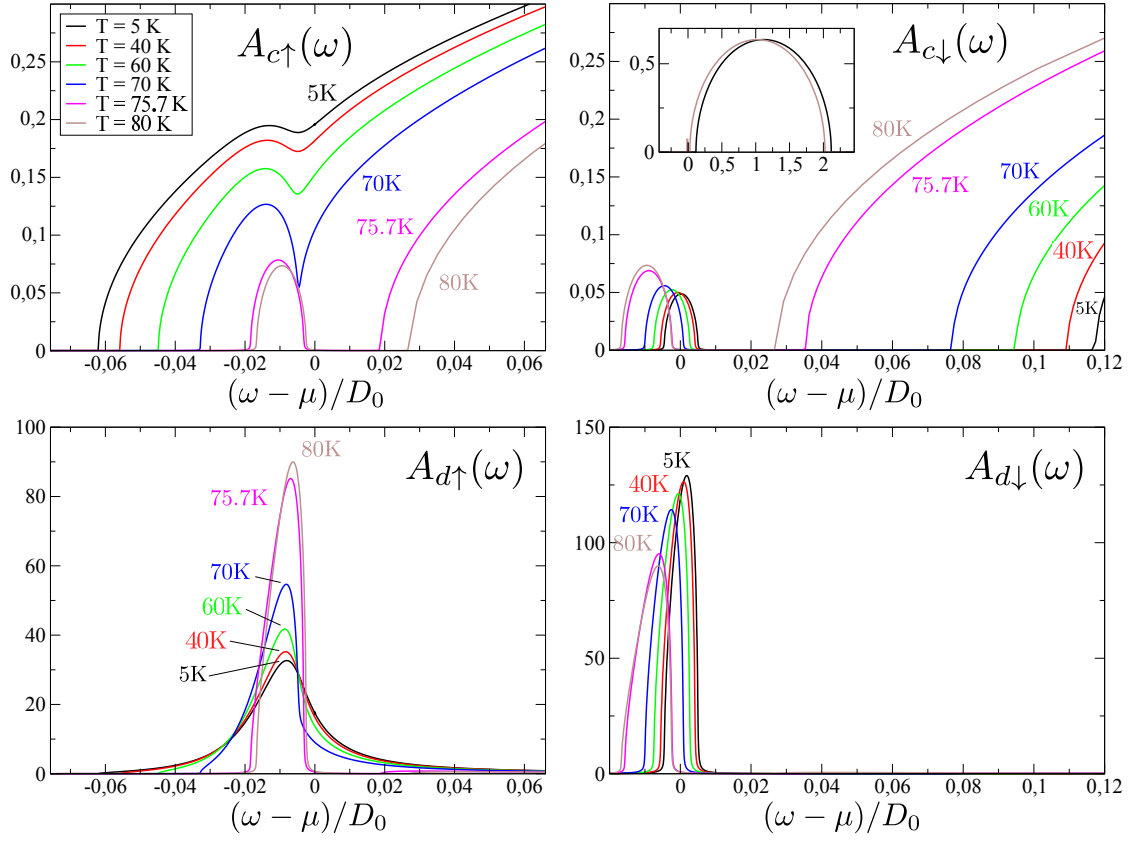 T = 5 K
T = 40 K
T = 60 K
T = 70 K
T = 75.7 K
T = 80 K
A_{c↑}(ω)
5K
70K
75.7K
80K
0,25
0,2
0,15
0,1
0,05
0
-0,06 -0,04 -0,02 0 0,02 0,04 0,06
(ω − μ)/D_0
A_{c↓}(ω)
0,5
0
0 0,5 1 1,5 2
80K
75.7K
70K
60K
40K
5K
0,25
0,2
0,15
0,1
0,05
0
0 0,02 0,04 0,06 0,08 0,1 0,12
(ω − μ)/D_0
A_{d↑}(ω)
80K
75.7K
70K
60K
40K
5K
100
80
60
40
20
0
-0,06 -0,04 -0,02 0 0,02 0,04 0,06
(ω − μ)/D_0
A_{d↓}(ω)
5K
40K
70K
80K
150
100
50
0
0 0,02 0,04 0,06 0,08 0,1 0,12
(ω − μ)/D_0